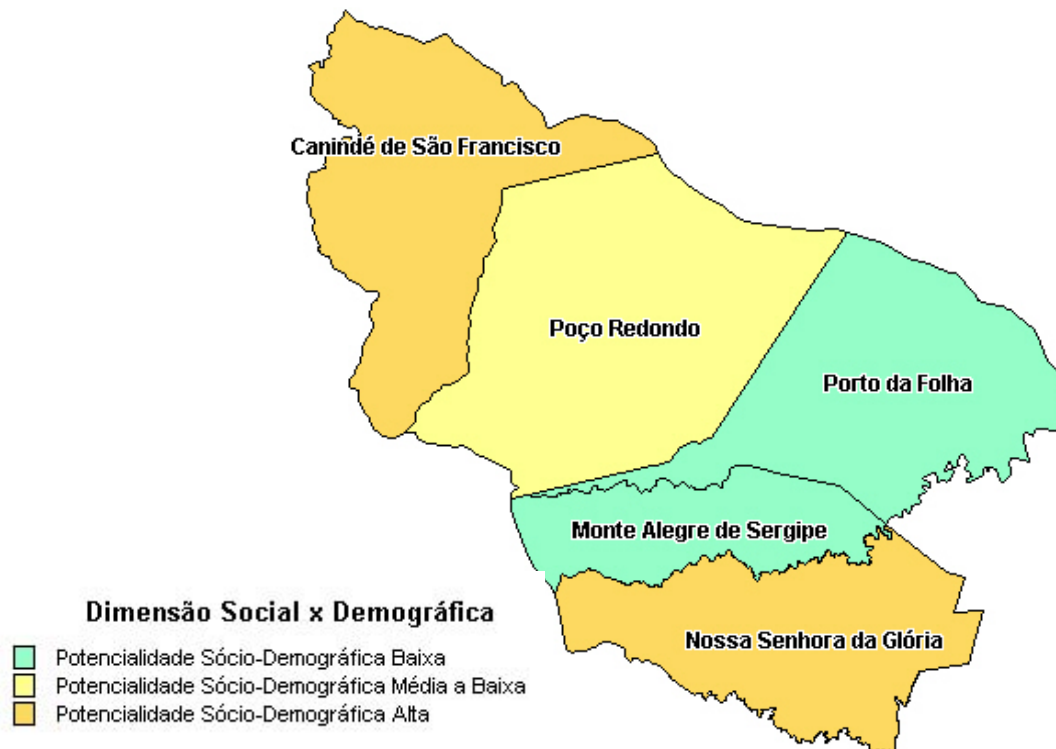 Canindé de São Francisco
Poço Redondo
Porto da Folha
Monte Alegre de Sergipe
Nossa Senhora da Glória
Dimensão Social x Demográfica
Potencialidade Sócio-Demográfica Baixa
Potencialidade Sócio-Demográfica Média a Baixa
Potencialidade Sócio-Demográfica Alta